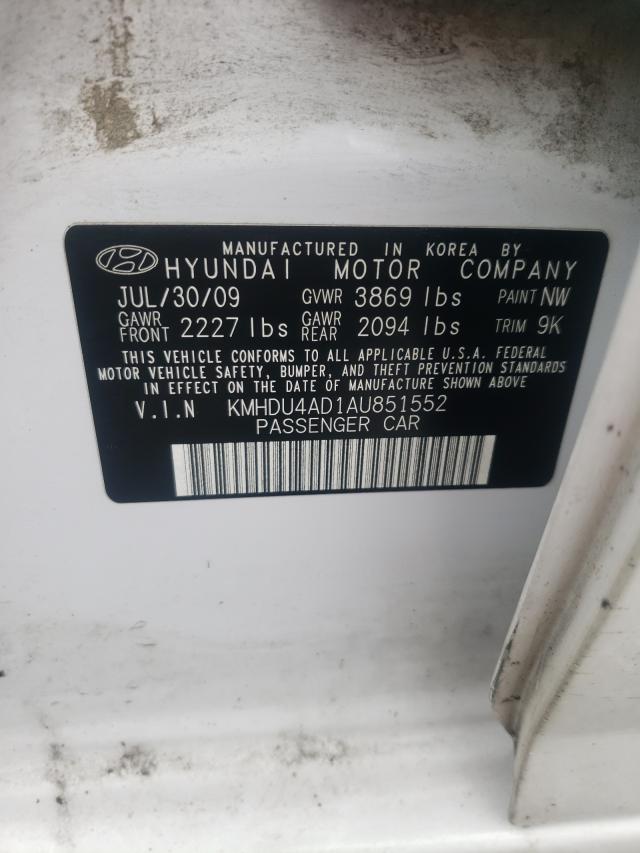 MANUFACTURED IN KOREA BY
HYUNDAI MOTOR COMPANY
JUL/30/09 GVWR 3869 lbs PAINT NW
GAWR FRONT 2227 lbs GAWR REAR 2094 lbs TRIM 9K
THIS VEHICLE CONFORMS TO ALL APPLICABLE U.S.A. FEDERAL
MOTOR VEHICLE SAFETY, BUMPER, AND THEFT PREVENTION STANDARDS
IN EFFECT ON THE DATE OF MANUFACTURE SHOWN ABOVE
V.I.N KMHDU4AD1AU851552
PASSENGER CAR